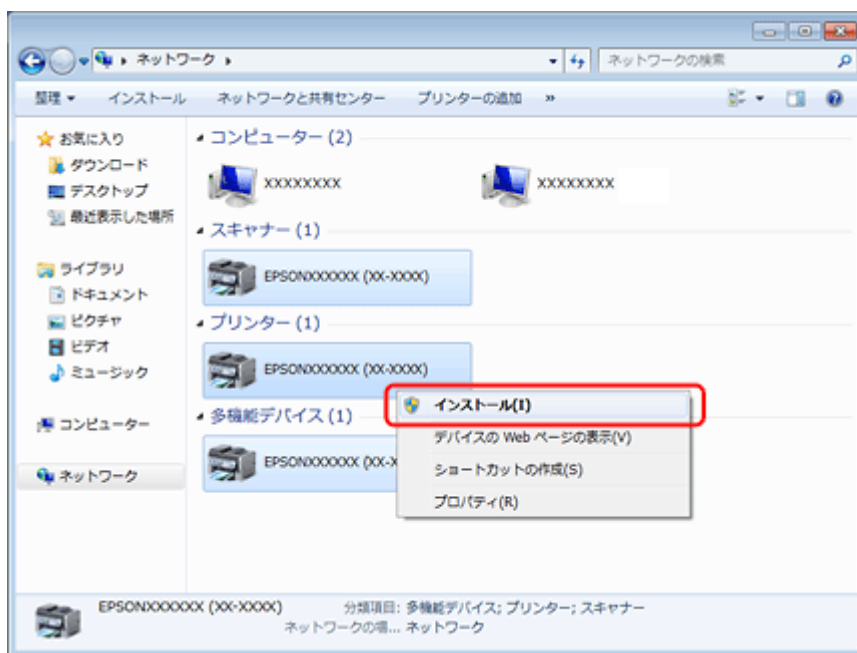 ネットワーク
ネットワークの検索
整理 インストール ネットワークと共有センター プリンターの追加 »
お気に入り
ダウンロード
デスクトップ
最近表示した場所
ライブラリ
ドキュメント
ピクチャ
ビデオ
ミュージック
コンピューター
ネットワーク
コンピューター (2)
XXXXXXXX XXXXXXXX
スキャナー (1)
EPSONXXXXXX (XX-XXXX)
プリンター (1)
EPSONXXXXXX (XX-XXXX)
多機能デバイス (1)
EPSONXXXXXX (XX-X
インストール(I)
デバイスの Web ページの表示(V)
ショートカットの作成(S)
プロパティ(R)
EPSONXXXXXX (XX-XXXX) 分類項目: 多機能デバイス; プリンター; スキャナー
ネットワークの場... ネットワーク